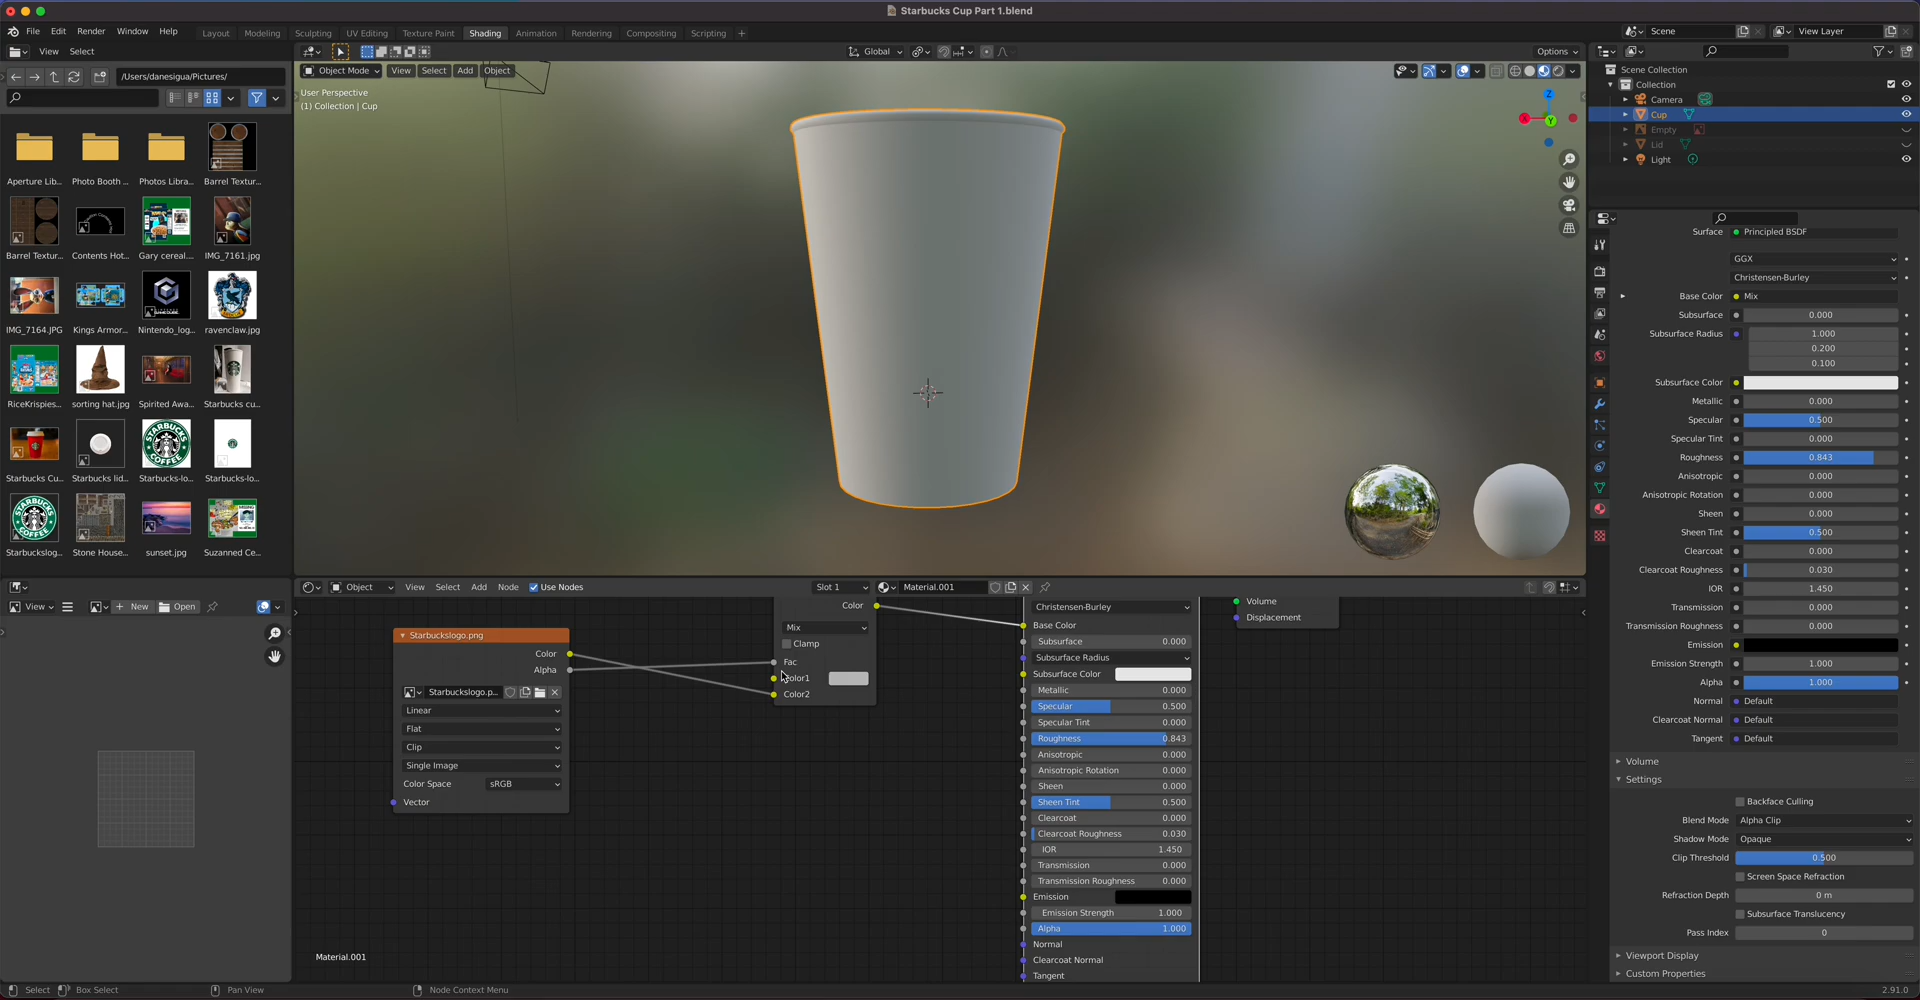 Starbucks Cup Part 1.blend
File Edit Render Window Help Layout Modeling Sculpting UV Editing Texture Paint Shading Animation Rendering Compositing Scripting +
Scene View Layer
View Select
Global Options
/Users/danesigua/Pictures/
Object Mode View Select Add Object
User Perspective
(1) Collection | Cup
Z
Y
Aperture Lib... Photo Booth ... Photos Libra... Barrel Textur...
Barrel Textur... Contents Hot... Gary cereal.... IMG_7161.jpg
IMG_7164.JPG Kings Armor... Nintendo_log... ravenclaw.jpg
RiceKrispies... sorting hat.jpg Spirited Awa... Starbucks cu...
STARBUCKS
COFFEE
Starbucks Cu... Starbucks lid... Starbucks-lo... Starbucks-lo...
Starbuckslog... Stone House... sunset.jpg Suzanned Ce...
Scene Collection
Collection
Camera
Cup
Empty
Lid
Light
Surface Principled BSDF
GGX
Christensen-Burley
Base Color Mix
Subsurface 0.000
Subsurface Radius 1.000
0.200
0.100
Subsurface Color
Metallic 0.000
Specular 0.500
Specular Tint 0.000
Roughness 0.843
Anisotropic 0.000
Anisotropic Rotation 0.000
Sheen 0.000
Sheen Tint 0.500
Clearcoat 0.000
Clearcoat Roughness 0.030
IOR 1.450
Transmission 0.000
Transmission Roughness 0.000
Emission
Emission Strength 1.000
Alpha 1.000
Normal Default
Clearcoat Normal Default
Tangent Default
Volume
Settings
Backface Culling
Blend Mode Alpha Clip
Shadow Mode Opaque
Clip Threshold 0.500
Screen Space Refraction
Refraction Depth 0 m
Subsurface Translucency
Pass Index 0
Viewport Display
Custom Properties
View + New Open
Object View Select Add Node Use Nodes Slot 1 Material.001
Starbuckslogo.png
Color
Alpha
Starbuckslogo.p...
Linear
Flat
Clip
Single Image
Color Space sRGB
Vector
Color
Mix
Clamp
Fac
Color1
Color2
Christensen-Burley
Base Color
Subsurface 0.000
Subsurface Radius
Subsurface Color
Metallic 0.000
Specular 0.500
Specular Tint 0.000
Roughness 0.843
Anisotropic 0.000
Anisotropic Rotation 0.000
Sheen 0.000
Sheen Tint 0.500
Clearcoat 0.000
Clearcoat Roughness 0.030
IOR 1.450
Transmission 0.000
Transmission Roughness 0.000
Emission
Emission Strength 1.000
Alpha 1.000
Normal
Clearcoat Normal
Tangent
Volume
Displacement
Material.001
Select Box Select Pan View Node Context Menu 2.91.0